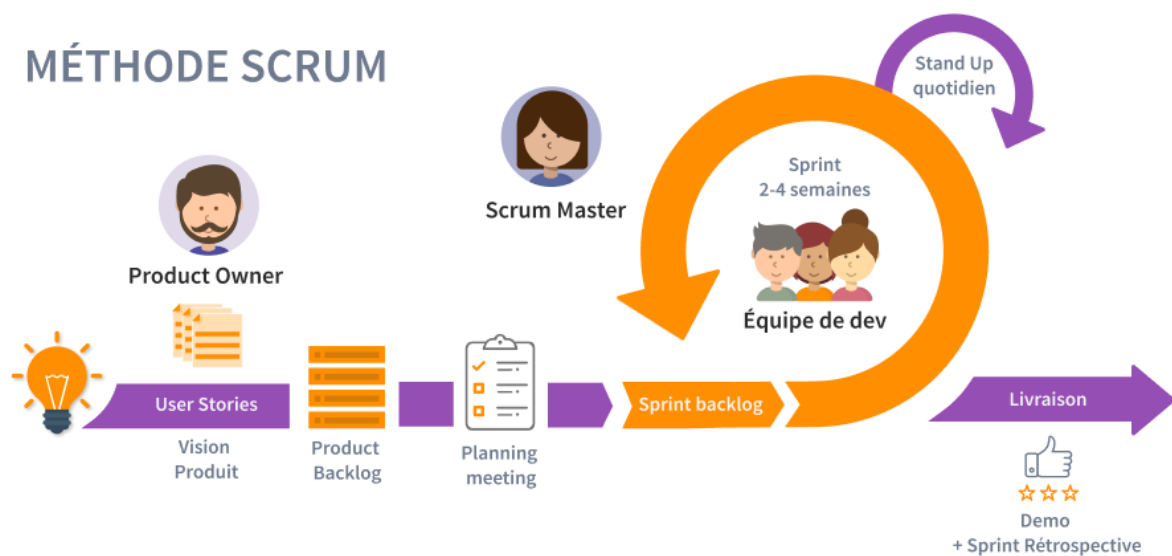 MÉTHODE SCRUM
Stand Up
quotidien
Sprint
2-4 semaines
Scrum Master
Product Owner
Équipe de dev
User Stories
Sprint backlog
Livraison
Vision
Produit
Product
Backlog
Planning
meeting
Demo
+ Sprint Rétrospective